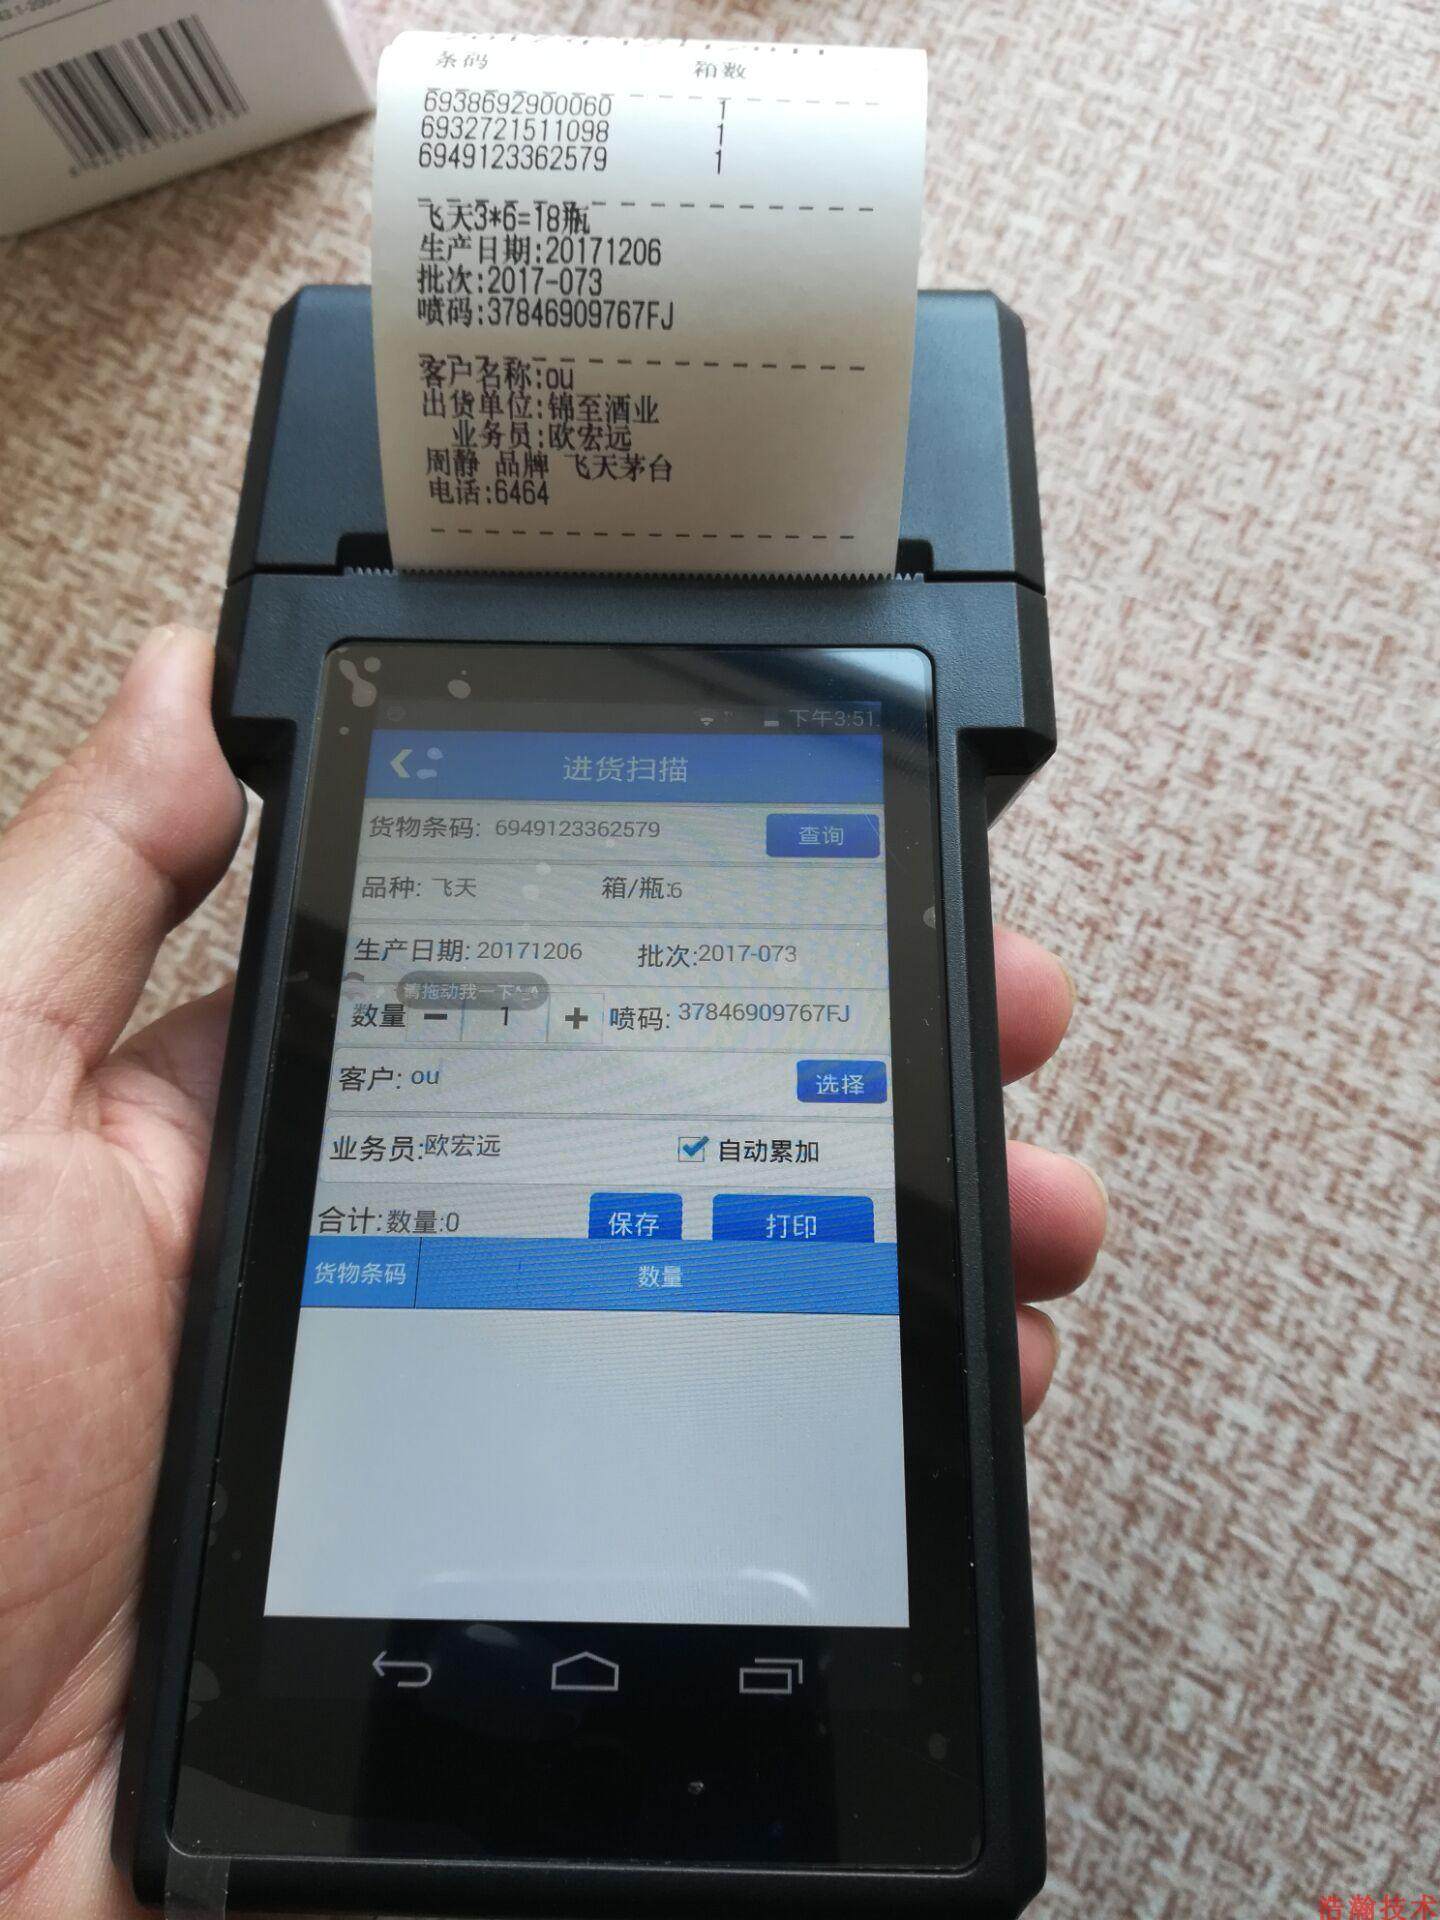 条码 箱数
6938692900060 1
6932721511098 1
6949123362579 1
飞天3*6=18瓶
生产日期:20171206
批次:2017-073
喷码:37846909767FJ
客户名称:ou
出货单位:锦至酒业
业务员:欧宏远
周静 品牌 飞天茅台
电话:6464
下午3:51
进货扫描
货物条码: 6949123362579 查询
品种: 飞天 箱/瓶:6
生产日期: 20171206 批次:2017-073
请拖动我一下^_^
数量 − 1 + 喷码: 37846909767FJ
客户: ou 选择
业务员:欧宏远 自动累加
合计:数量:0 保存 打印
货物条码 数量
浩瀚技术